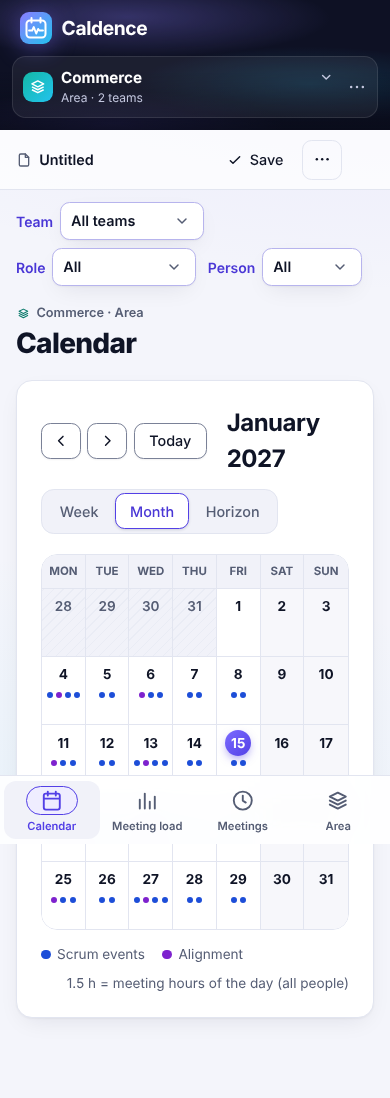 Caldence
Commerce
Area · 2 teams
Untitled
Save
Team All teams
Role All Person All
Commerce · Area
Calendar
Today
January
2027
Week Month Horizon
MON TUE WED THU FRI SAT SUN
28 29 30 31 1 2 3
4 5 6 7 8 9 10
11 12 13 14 15 16 17
Calendar Meeting load Meetings Area
25 26 27 28 29 30 31
Scrum events Alignment
1.5 h = meeting hours of the day (all people)